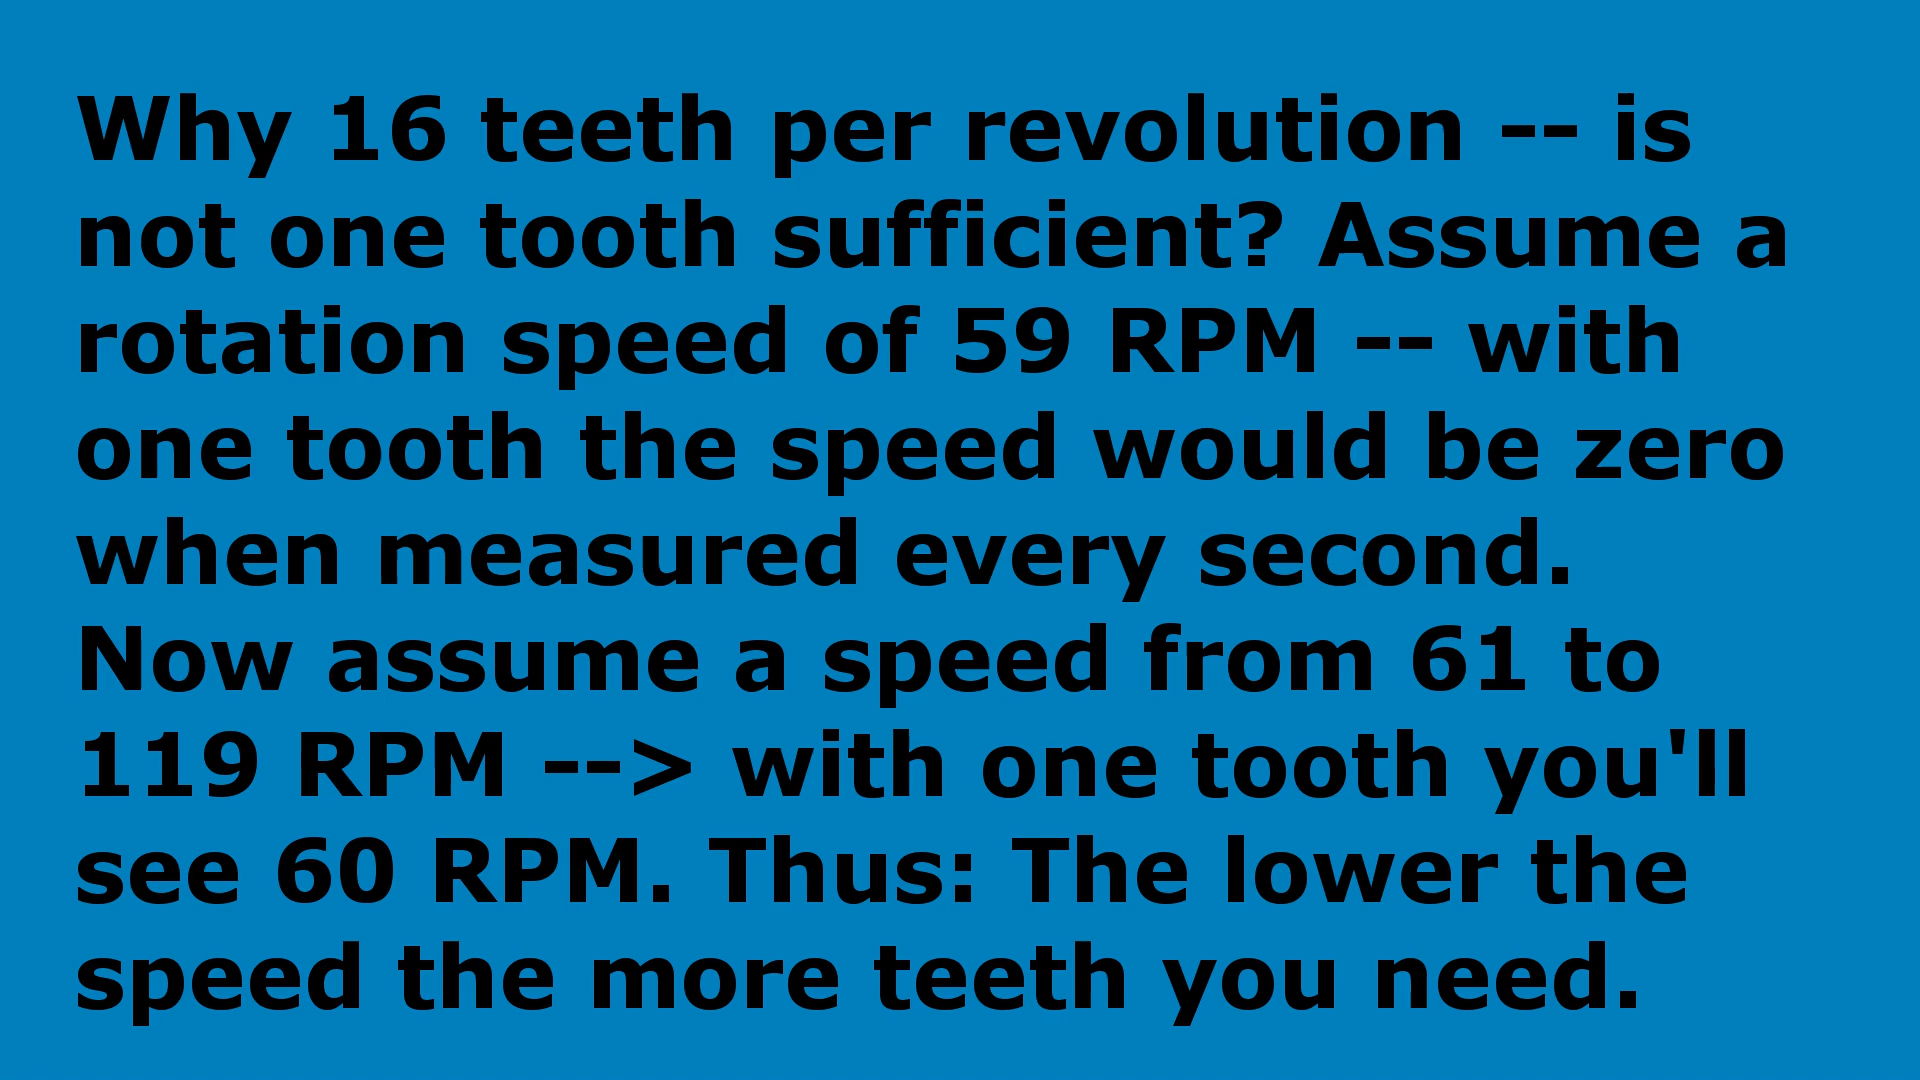 Why 16 teeth per revolution -- is
not one tooth sufficient? Assume a
rotation speed of 59 RPM -- with
one tooth the speed would be zero
when measured every second.
Now assume a speed from 61 to
119 RPM --> with one tooth you'll
see 60 RPM. Thus: The lower the
speed the more teeth you need.